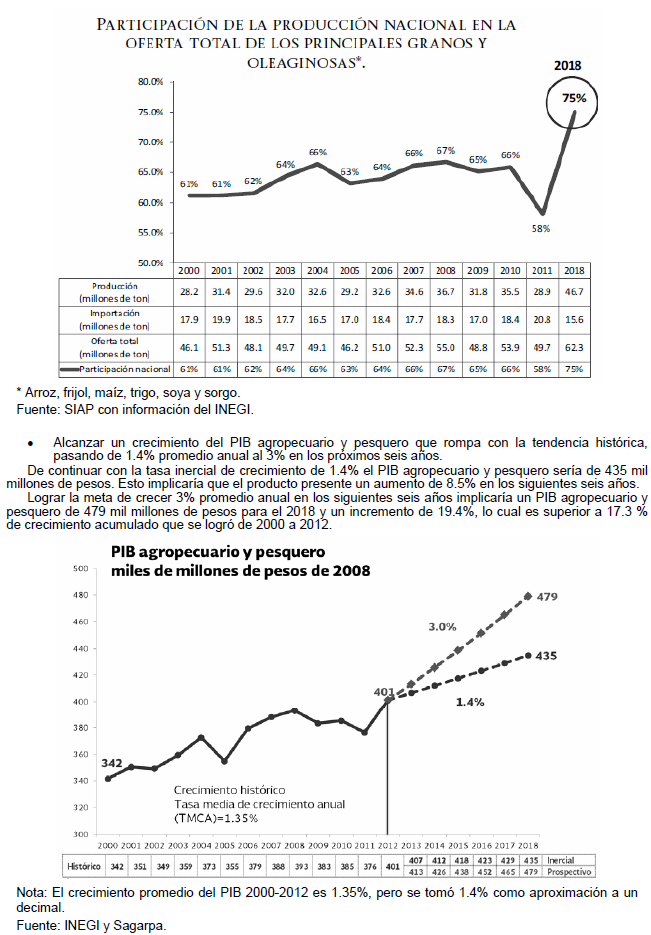 PARTICIPACIÓN DE LA PRODUCCIÓN NACIONAL EN LA
OFERTA TOTAL DE LOS PRINCIPALES GRANOS Y
OLEAGINOSAS*.
2018
80.0%
75.0%
70.0%
65.0%
60.0%
55.0%
50.0%
61% 61% 62% 64% 66% 63% 64% 66% 67% 65% 66% 58% 75%
2000 2001 2002 2003 2004 2005 2006 2007 2008 2009 2010 2011 2018
Producción
(millones de ton) 28.2 31.4 29.6 32.0 32.6 29.2 32.6 34.6 36.7 31.8 35.5 28.9 46.7
Importación
(millones de ton) 17.9 19.9 18.5 17.7 16.5 17.0 18.4 17.7 18.3 17.0 18.4 20.8 15.6
Oferta total
(millones de ton) 46.1 51.3 48.1 49.7 49.1 46.2 51.0 52.3 55.0 48.8 53.9 49.7 62.3
Participación nacional 61% 61% 62% 64% 66% 63% 64% 66% 67% 65% 66% 58% 75%
* Arroz, frijol, maíz, trigo, soya y sorgo.
Fuente: SIAP con información del INEGI.
• Alcanzar un crecimiento del PIB agropecuario y pesquero que rompa con la tendencia histórica,
pasando de 1.4% promedio anual al 3% en los próximos seis años.
De continuar con la tasa inercial de crecimiento de 1.4% el PIB agropecuario y pesquero sería de 435 mil
millones de pesos. Esto implicaría que el producto presente un aumento de 8.5% en los siguientes seis años.
Lograr la meta de crecer 3% promedio anual en los siguientes seis años implicaría un PIB agropecuario y
pesquero de 479 mil millones de pesos para el 2018 y un incremento de 19.4%, lo cual es superior a 17.3 %
de crecimiento acumulado que se logró de 2000 a 2012.
PIB agropecuario y pesquero
miles de millones de pesos de 2008
500
480
460
440
420
400
380
360
340
320
300
342
401
479
435
3.0%
1.4%
Crecimiento histórico
Tasa media de crecimiento anual
(TMCA)=1.35%
2000 2001 2002 2003 2004 2005 2006 2007 2008 2009 2010 2011 2012 2013 2014 2015 2016 2017 2018
Histórico 342 351 349 359 373 355 379 388 393 383 385 376 401
407 412 418 423 429 435 Inercial
413 426 438 452 465 479 Prospectivo
Nota: El crecimiento promedio del PIB 2000-2012 es 1.35%, pero se tomó 1.4% como aproximación a un
decimal.
Fuente: INEGI y Sagarpa.